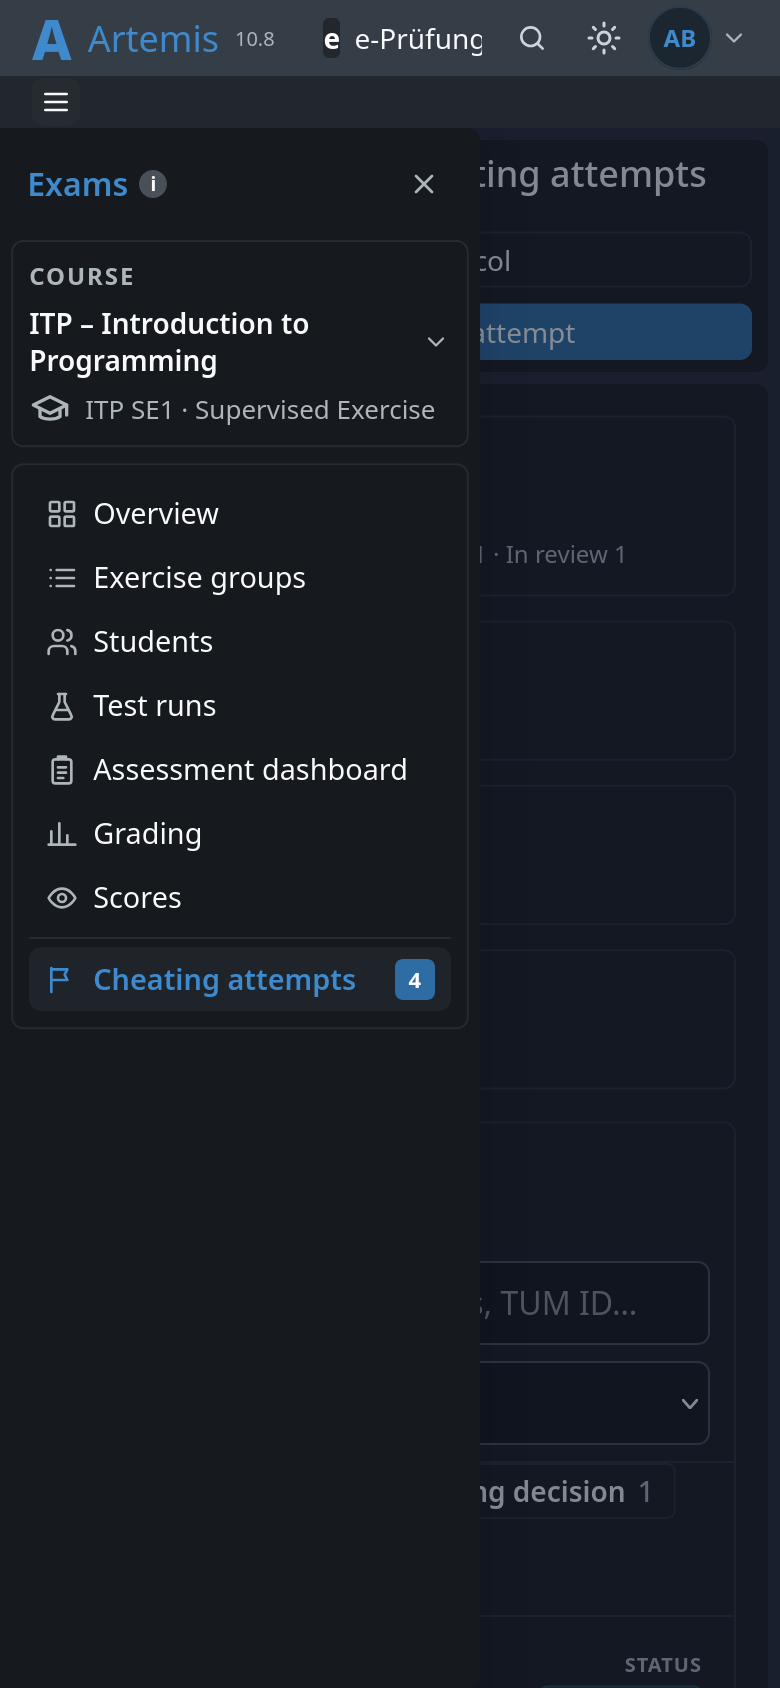 A Artemis 10.8
e e-Prüfung
AB
Exams i
ting attempts
COURSE
ITP – Introduction to
Programming
ITP SE1 · Supervised Exercise
col
attempt
Overview
Exercise groups
· In review 1
Students
Test runs
Assessment dashboard
Grading
Scores
Cheating attempts 4
s, TUM ID...
ng decision 1
STATUS